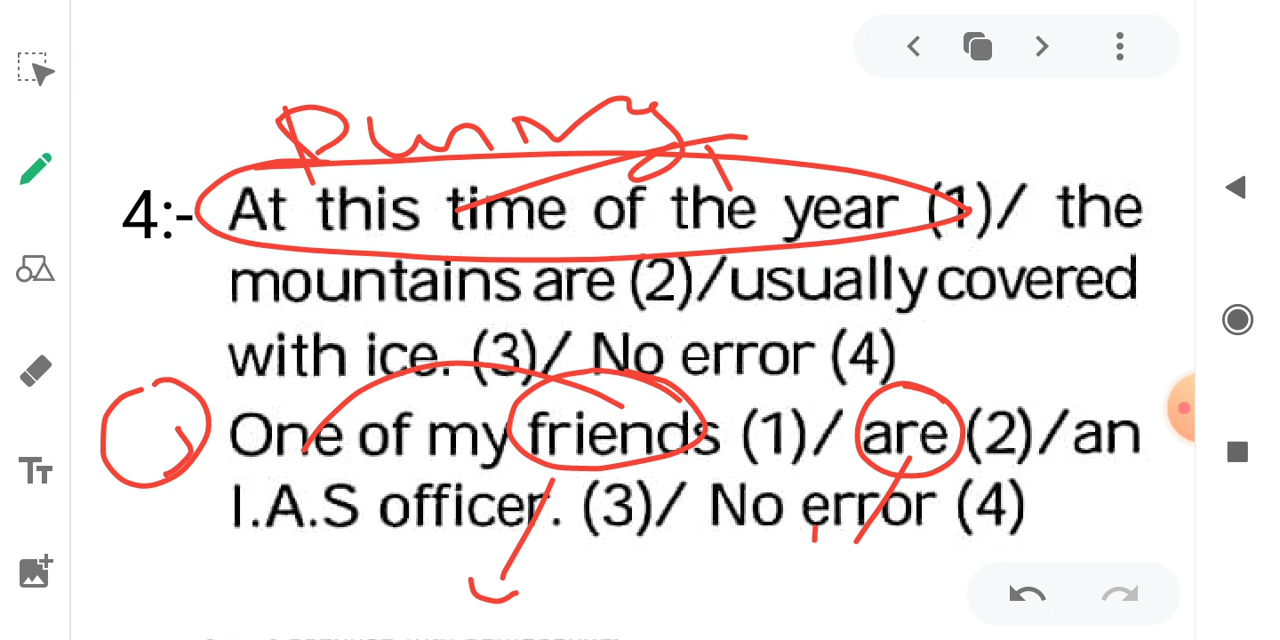 4:- At this time of the year (1)/ the
mountains are (2)/usually covered
with ice. (3)/ No error (4)
One of my friends (1)/ are (2)/an
I.A.S officer. (3)/ No error (4)